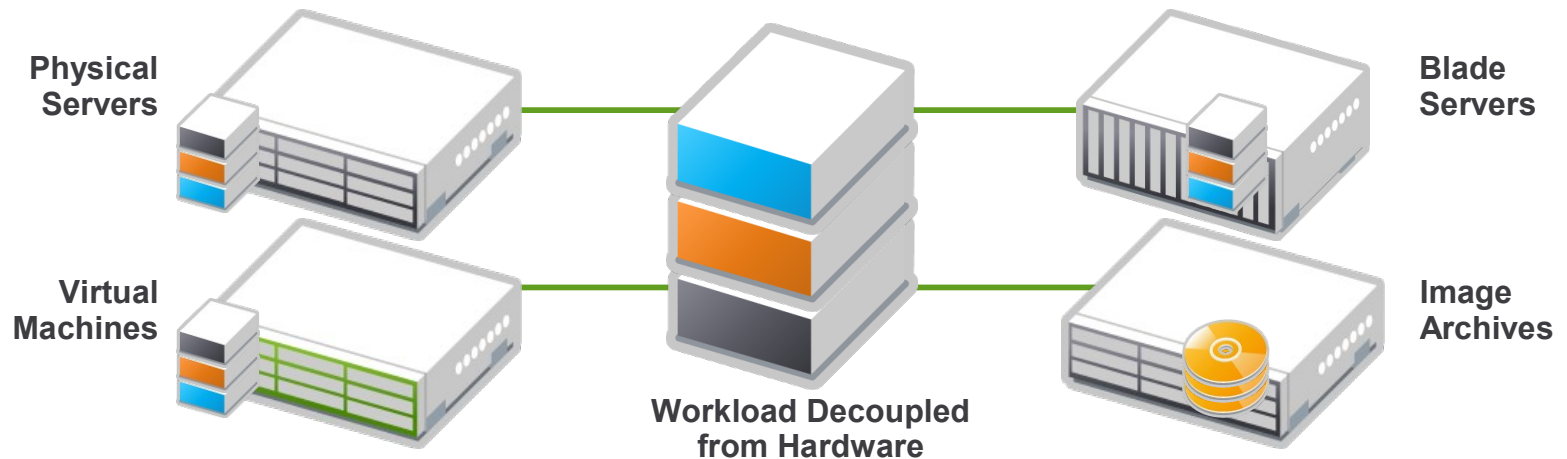 Physical
Servers
Blade
Servers
Virtual
Machines
Image
Archives
Workload Decoupled
from Hardware